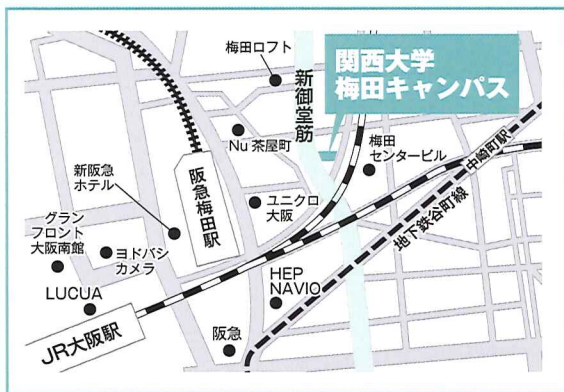 梅田ロフト
関西大学
梅田キャンパス
新御堂筋
Nu 茶屋町
梅田
センタービル
中崎町駅
新阪急
ホテル
阪急梅田駅
ユニクロ
大阪
地下鉄谷町線
グラン
フロント
大阪南館
ヨドバシ
カメラ
LUCUA
HEP
NAVIO
JR大阪駅
阪急